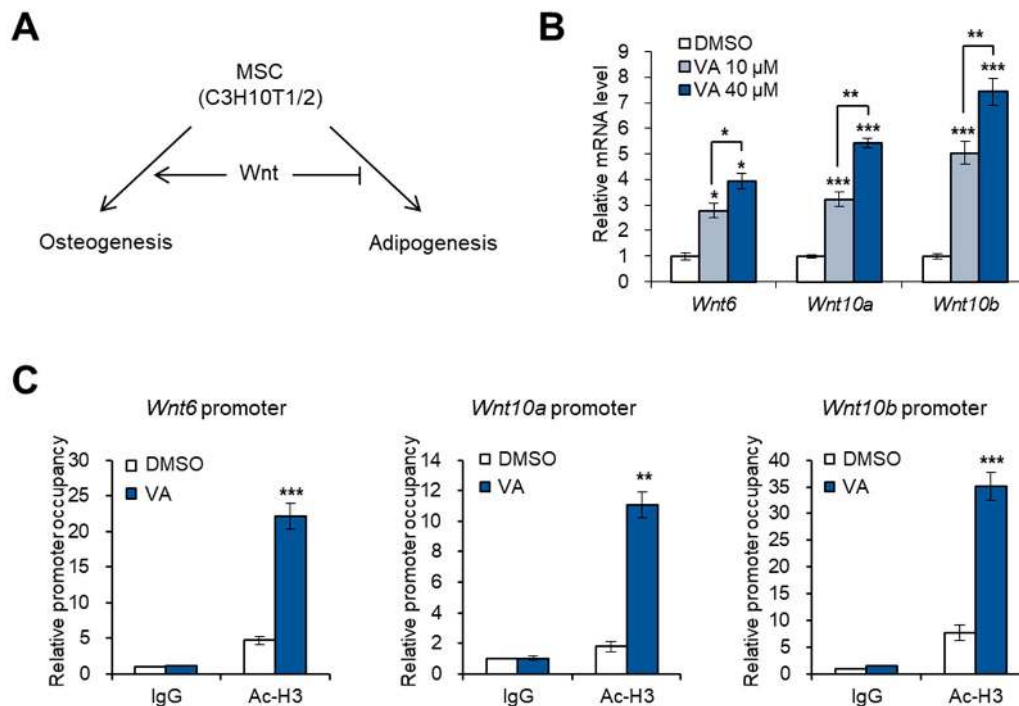 A
MSC
(C3H10T1/2)
Wnt
Osteogenesis
Adipogenesis
B
Relative mRNA level
9
8
7
6
5
4
3
2
1
0
DMSO
VA 10 µM
VA 40 µM
*
*
*
***
**
***
***
**
***
Wnt6
Wnt10a
Wnt10b
C
Wnt6 promoter
Relative promoter occupancy
30
25
20
15
10
5
0
DMSO
VA
***
IgG
Ac-H3
Wnt10a promoter
Relative promoter occupancy
14
12
10
8
6
4
2
0
DMSO
VA
**
IgG
Ac-H3
Wnt10b promoter
Relative promoter occupancy
40
35
30
25
20
15
10
5
0
DMSO
VA
***
IgG
Ac-H3